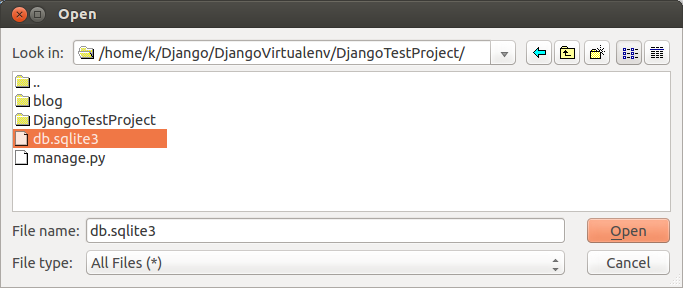 Open
Look in: /home/k/Django/DjangoVirtualenv/DjangoTestProject/
..
blog
DjangoTestProject
db.sqlite3
manage.py
File name: db.sqlite3 Open
File type: All Files (*) Cancel